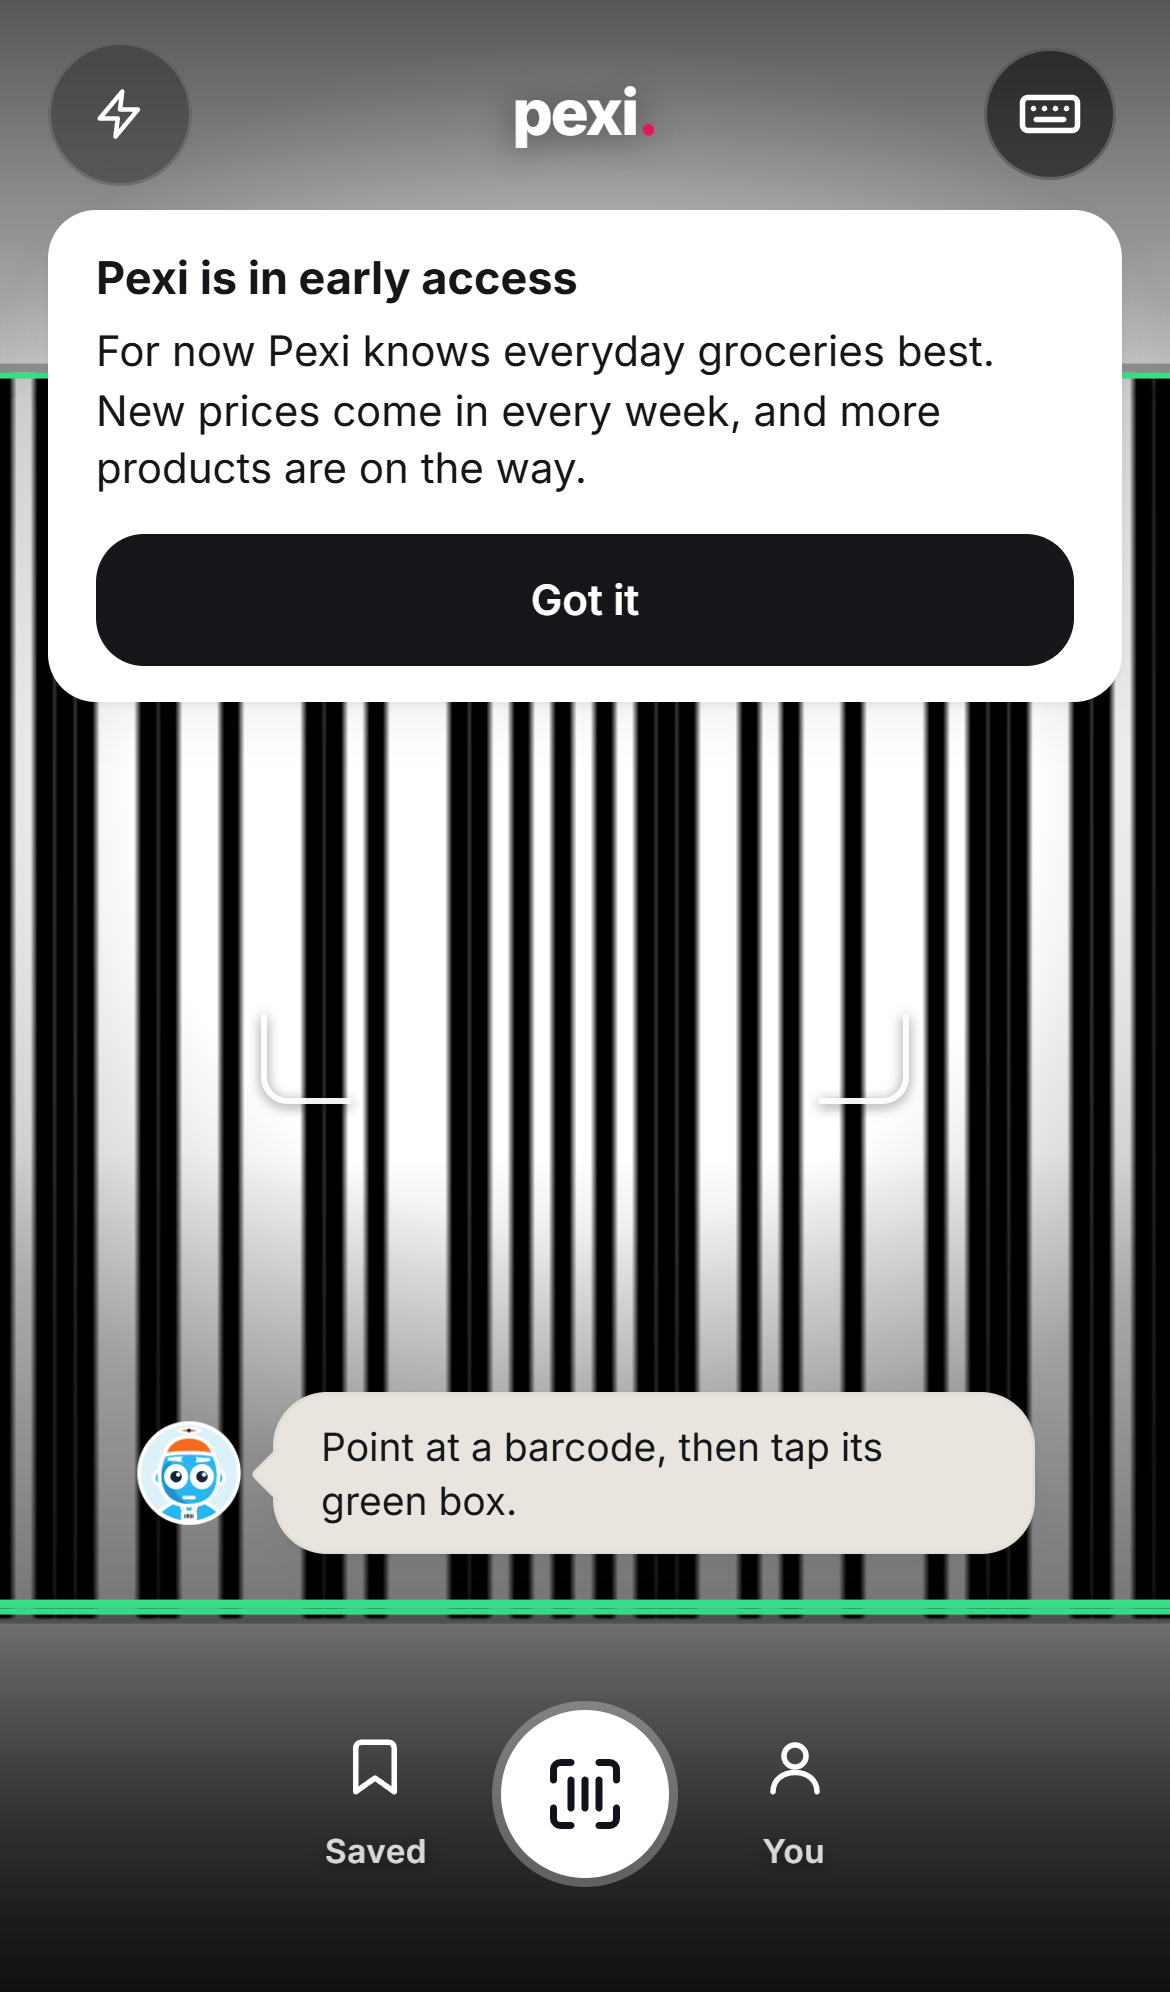 pexi.
Pexi is in early access
For now Pexi knows everyday groceries best.
New prices come in every week, and more
products are on the way.
Got it
Point at a barcode, then tap its
green box.
Saved
You